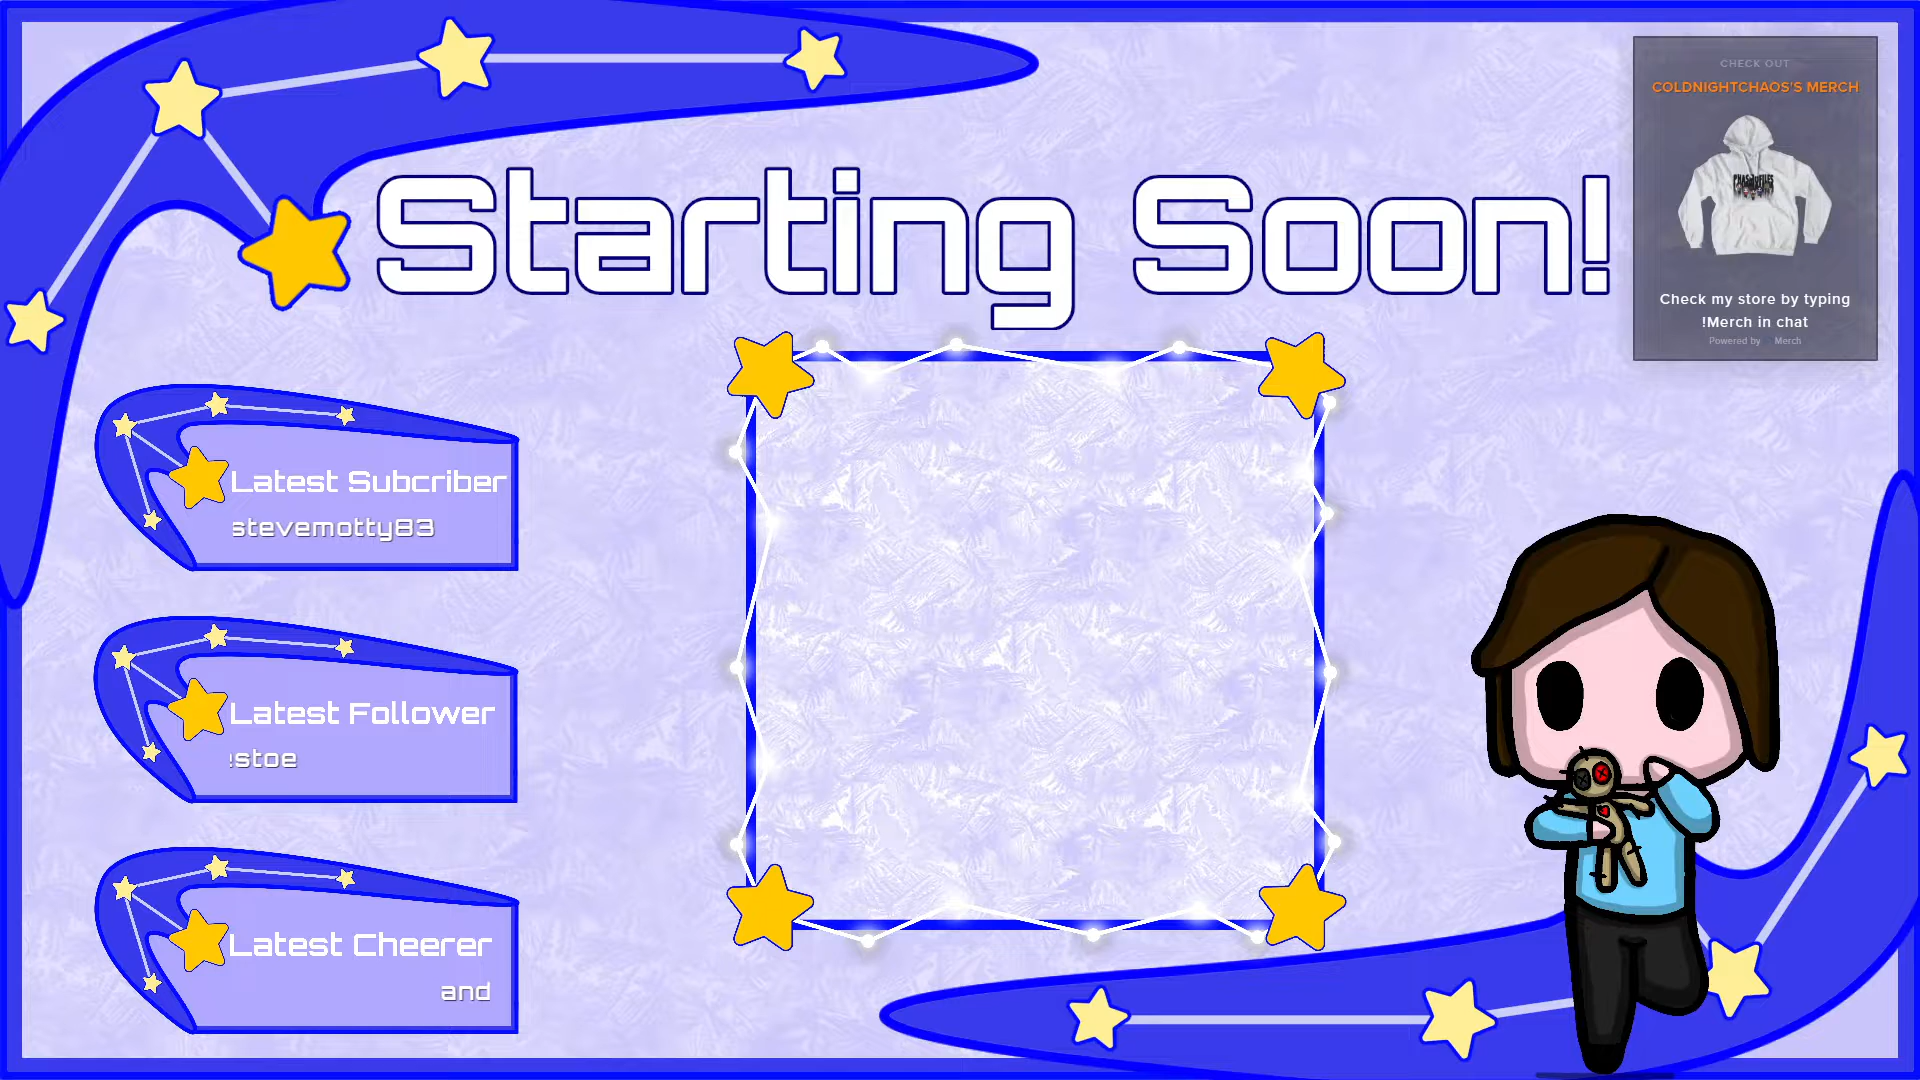 Starting Soon!
CHECK OUT
COLDNIGHTCHAOS'S MERCH
Check my store by typing
!Merch in chat
Powered by Merch
Latest Subcriber
stevemotty83
Latest Follower
stoe
Latest Cheerer
and